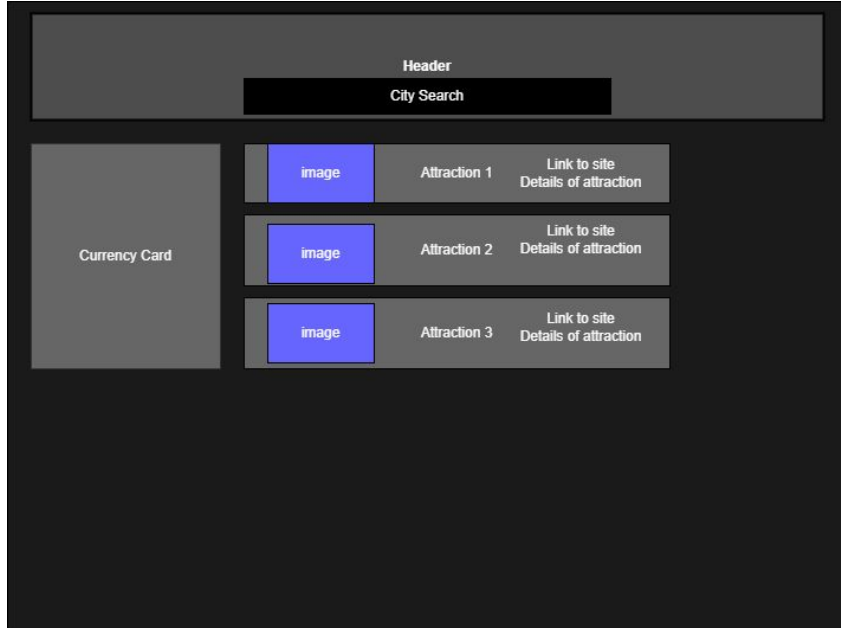 Header
City Search
Currency Card
image
Attraction 1
Link to site
Details of attraction
image
Attraction 2
Link to site
Details of attraction
image
Attraction 3
Link to site
Details of attraction